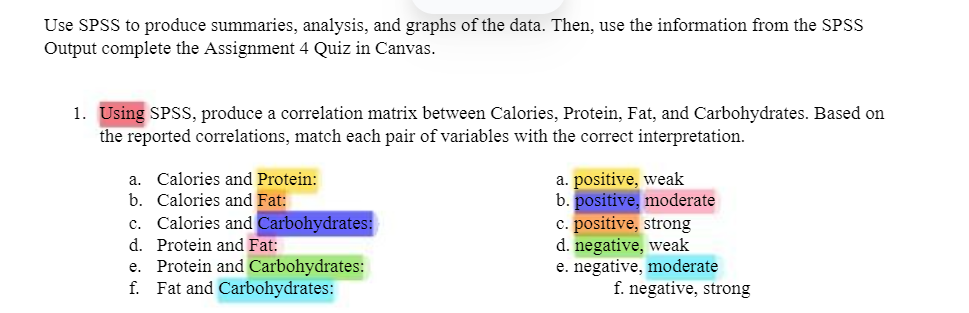 Use SPSS to produce summaries, analysis, and graphs of the data. Then, use the information from the SPSS
Output complete the Assignment 4 Quiz in Canvas.
1. Using SPSS, produce a correlation matrix between Calories, Protein, Fat, and Carbohydrates. Based on
the reported correlations, match each pair of variables with the correct interpretation.
a. Calories and Protein:
b. Calories and Fat:
c. Calories and Carbohydrates:
d. Protein and Fat:
e. Protein and Carbohydrates:
f. Fat and Carbohydrates:
a. positive, weak
b. positive, moderate
c. positive, strong
d. negative, weak
e. negative, moderate
f. negative, strong